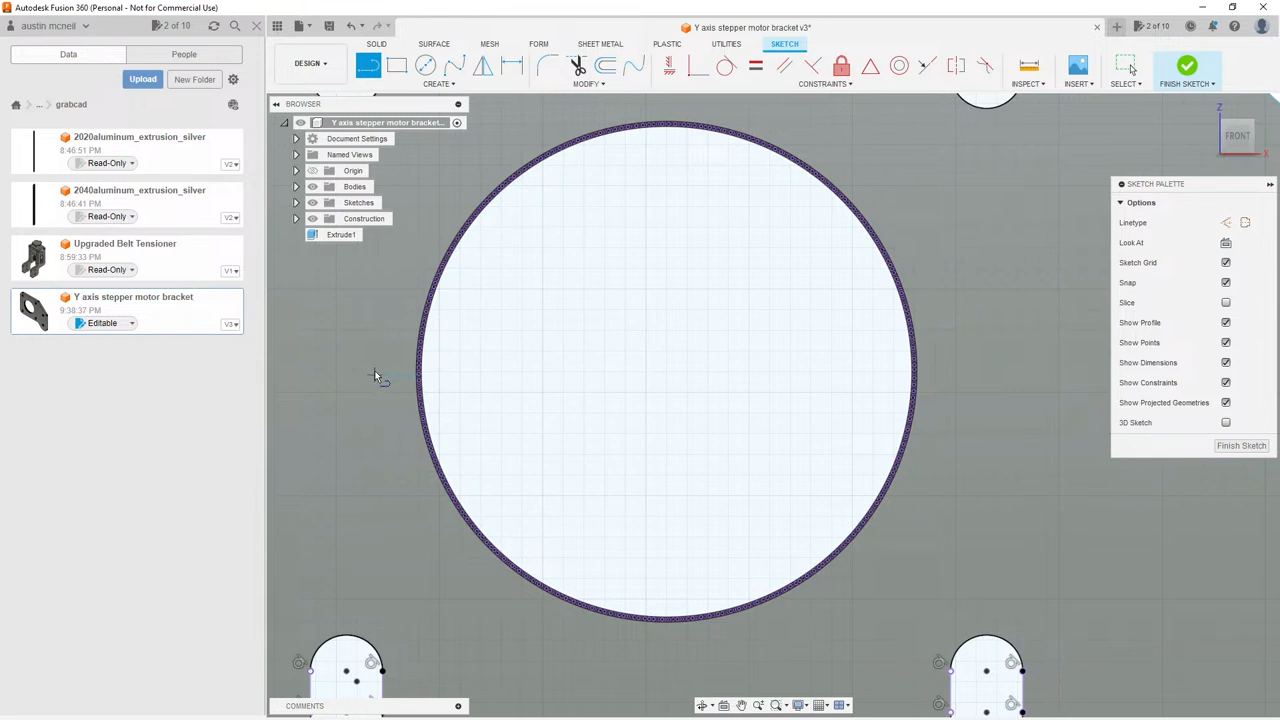 Autodesk Fusion 360 (Personal - Not for Commercial Use)
austin mcneil
2 of 10
Y axis stepper motor bracket v3*
2 of 10
Data
People
Upload
New Folder
...
grabcad
2020aluminum_extrusion_silver
8:46:51 PM
Read-Only
V2
2040aluminum_extrusion_silver
8:46:41 PM
Read-Only
V2
Upgraded Belt Tensioner
8:59:33 PM
Read-Only
V1
Y axis stepper motor bracket
9:38:37 PM
Editable
V3
DESIGN
SOLID
SURFACE
MESH
FORM
SHEET METAL
PLASTIC
UTILITIES
SKETCH
CREATE
MODIFY
CONSTRAINTS
INSPECT
INSERT
SELECT
FINISH SKETCH
BROWSER
Y axis stepper motor bracket...
Document Settings
Named Views
Origin
Bodies
Sketches
Construction
Extrude1
Z
FRONT
X
SKETCH PALETTE
Options
Linetype
Look At
Sketch Grid
Snap
Slice
Show Profile
Show Points
Show Dimensions
Show Constraints
Show Projected Geometries
3D Sketch
Finish Sketch
COMMENTS